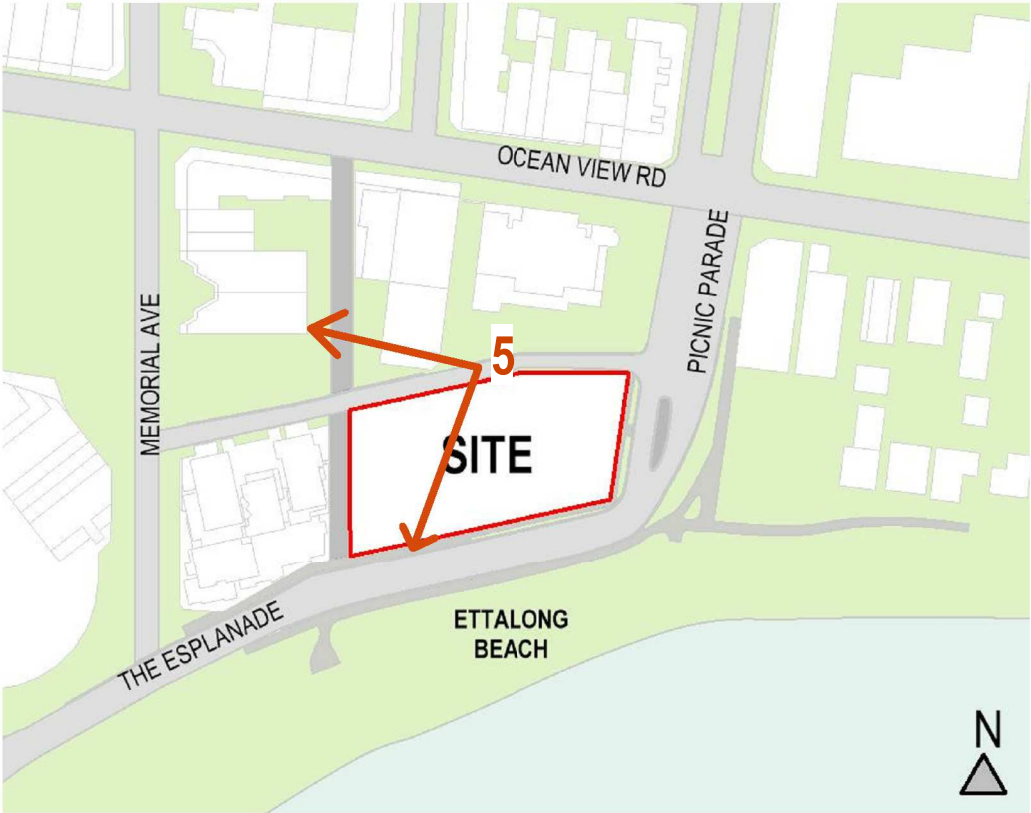 OCEAN VIEW RD
PICNIC PARADE
MEMORIAL AVE
5
SITE
ETTALONG
BEACH
THE ESPLANADE
N